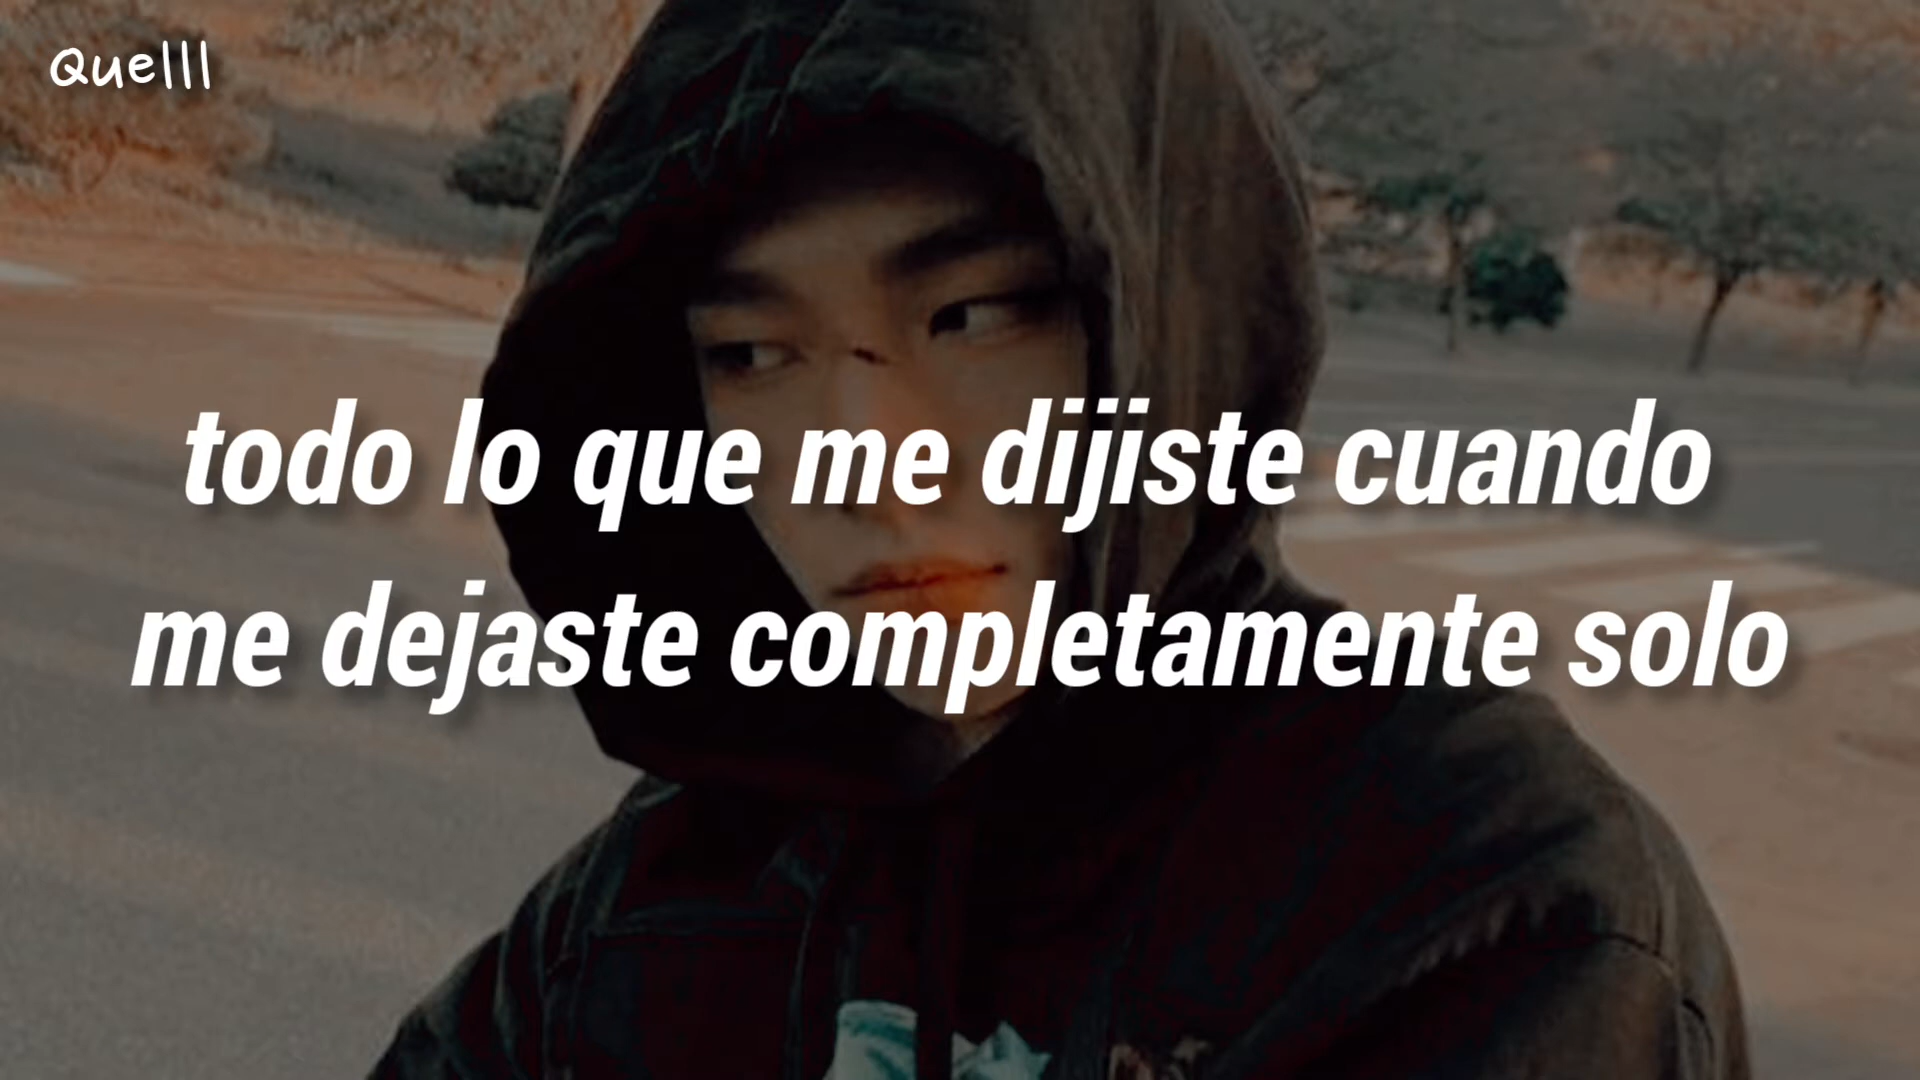 Quelll
todo lo que me dijiste cuando
me dejaste completamente solo